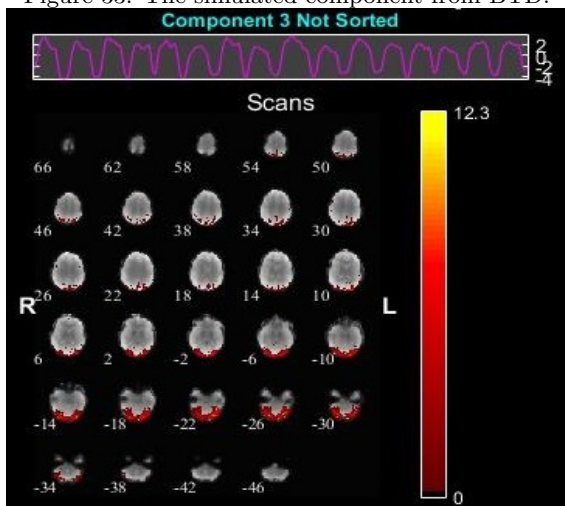 Figure 33: The simulated component from BTD.
Component 3 Not Sorted
2
0
-2
-4
Scans
12.3
66 62 58 54 50
46 42 38 34 30
26 22 18 14 10
R L
6 2 -2 -6 -10
-14 -18 -22 -26 -30
-34 -38 -42 -46
0